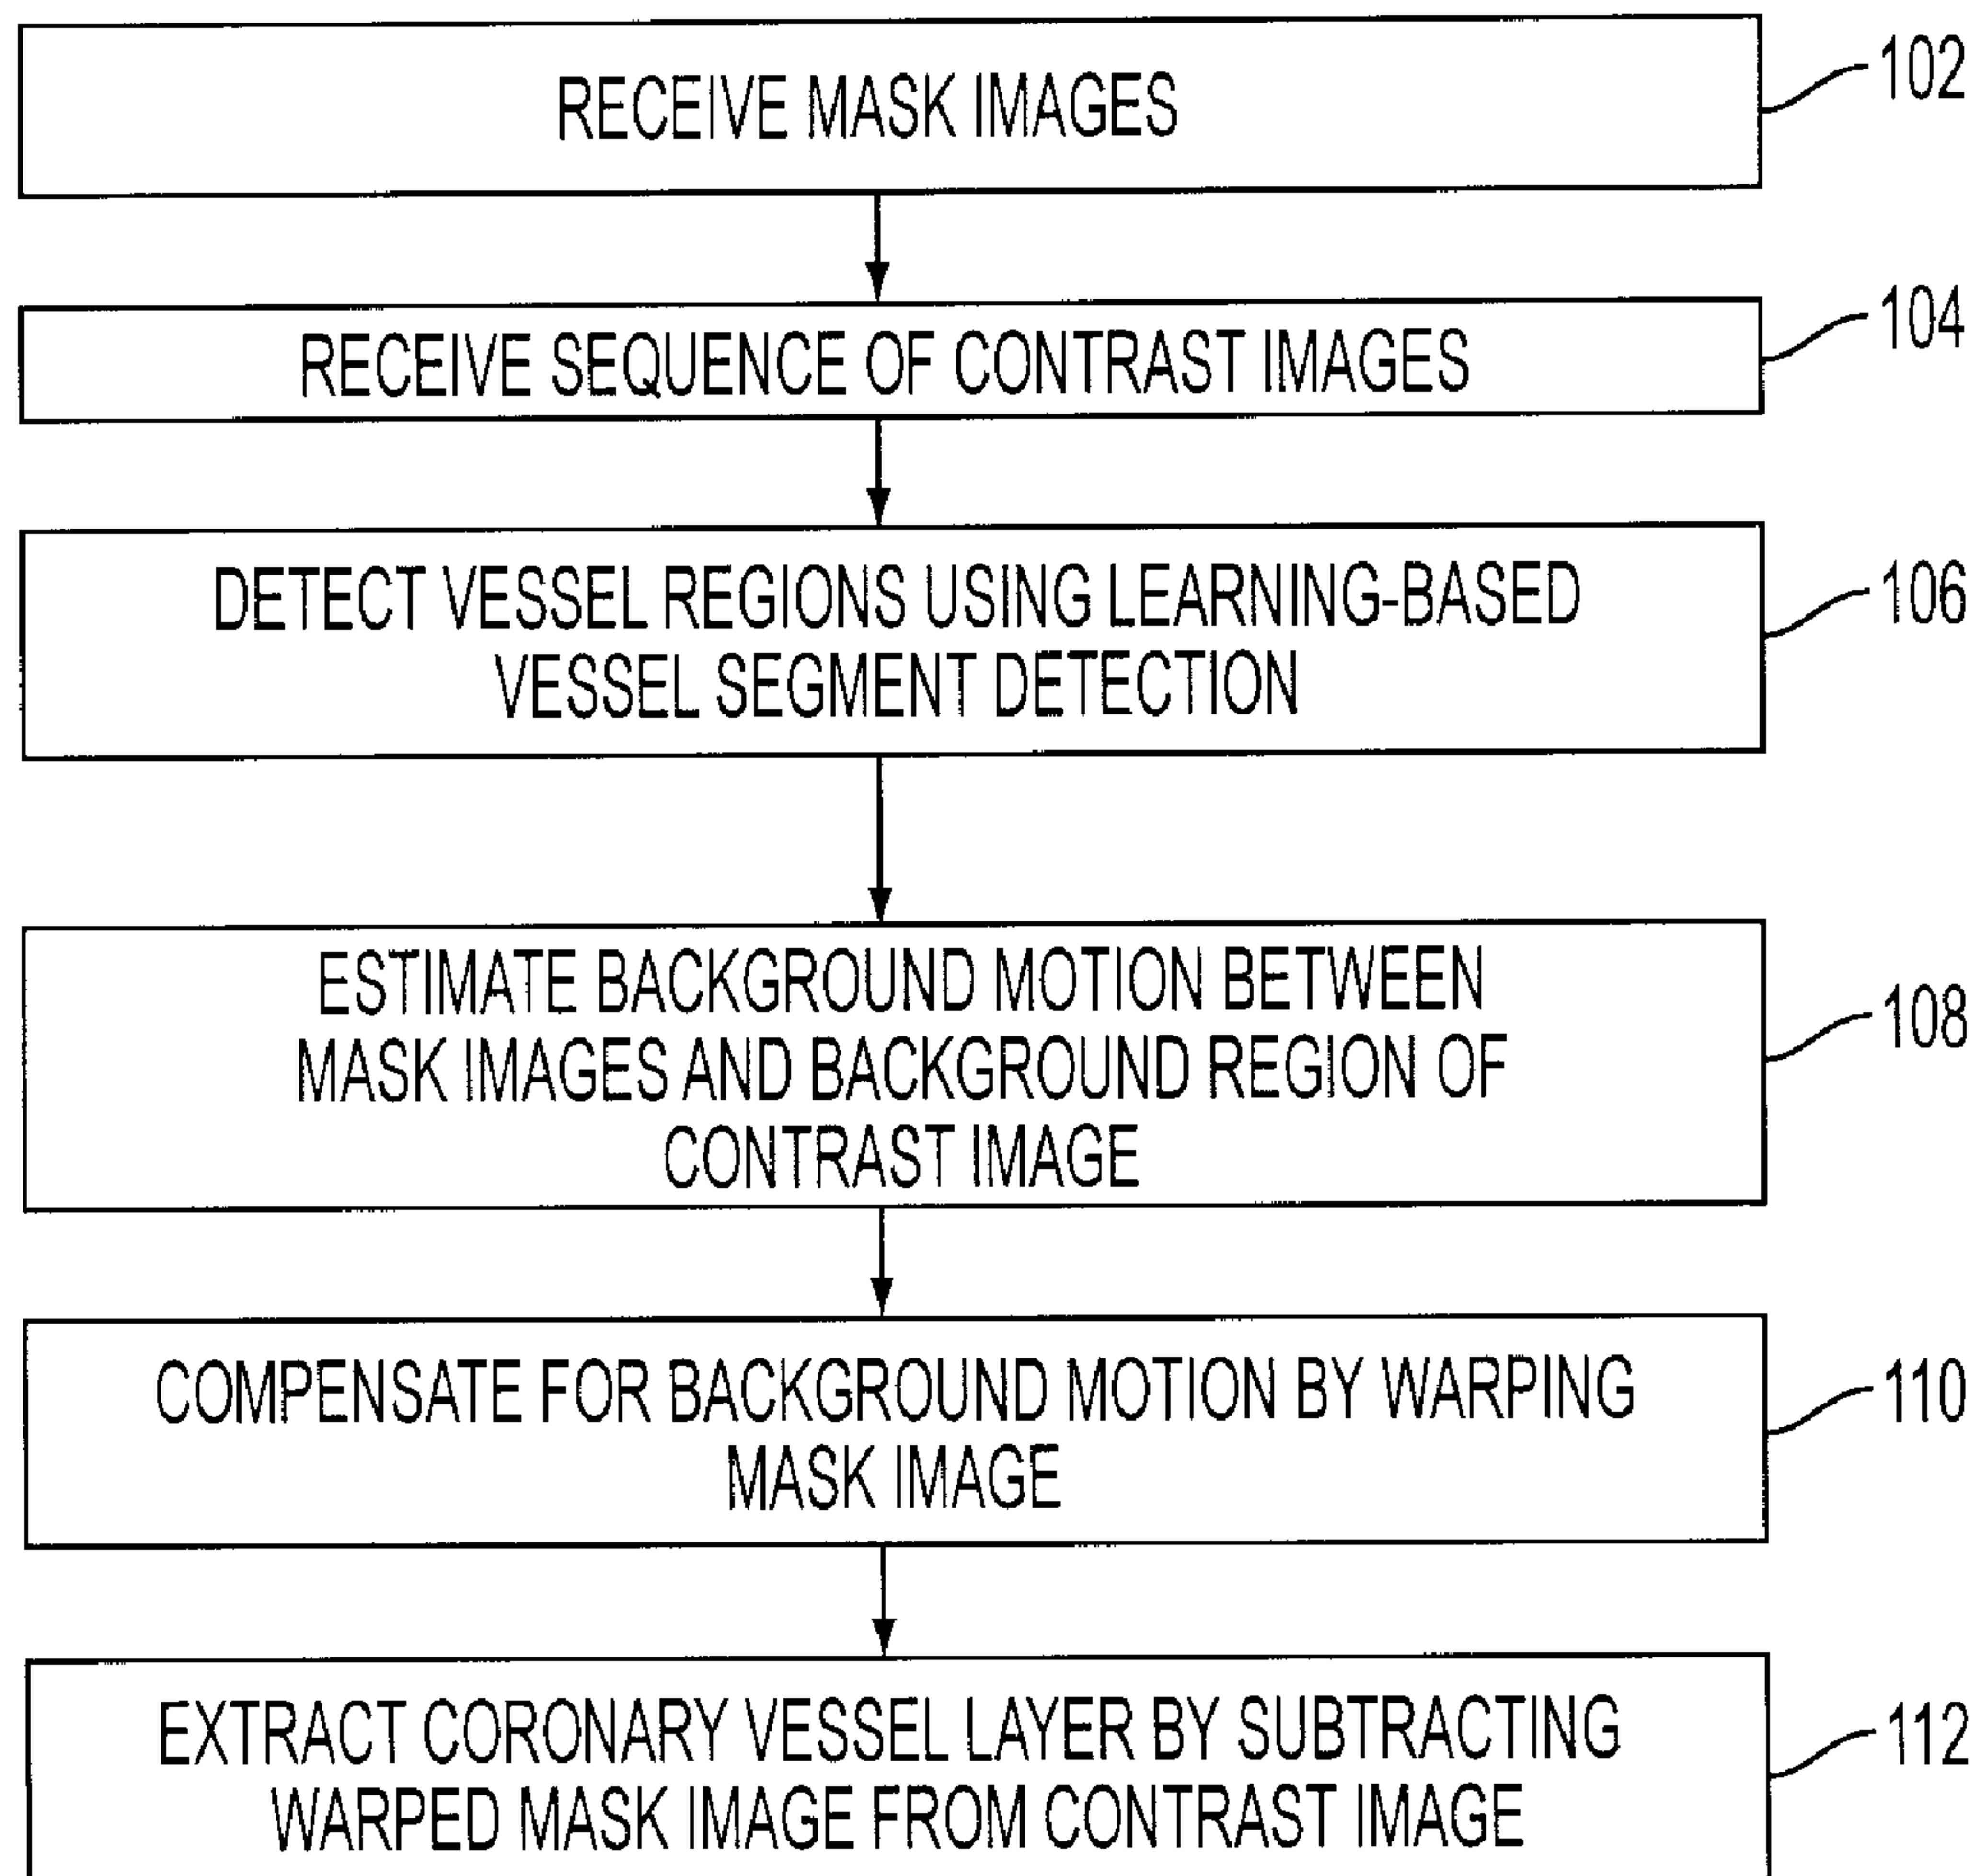 RECEIVE MASK IMAGES
102
RECEIVE SEQUENCE OF CONTRAST IMAGES
104
DETECT VESSEL REGIONS USING LEARNING-BASED
VESSEL SEGMENT DETECTION
106
ESTIMATE BACKGROUND MOTION BETWEEN
MASK IMAGES AND BACKGROUND REGION OF
CONTRAST IMAGE
108
COMPENSATE FOR BACKGROUND MOTION BY WARPING
MASK IMAGE
110
EXTRACT CORONARY VESSEL LAYER BY SUBTRACTING
WARPED MASK IMAGE FROM CONTRAST IMAGE
112